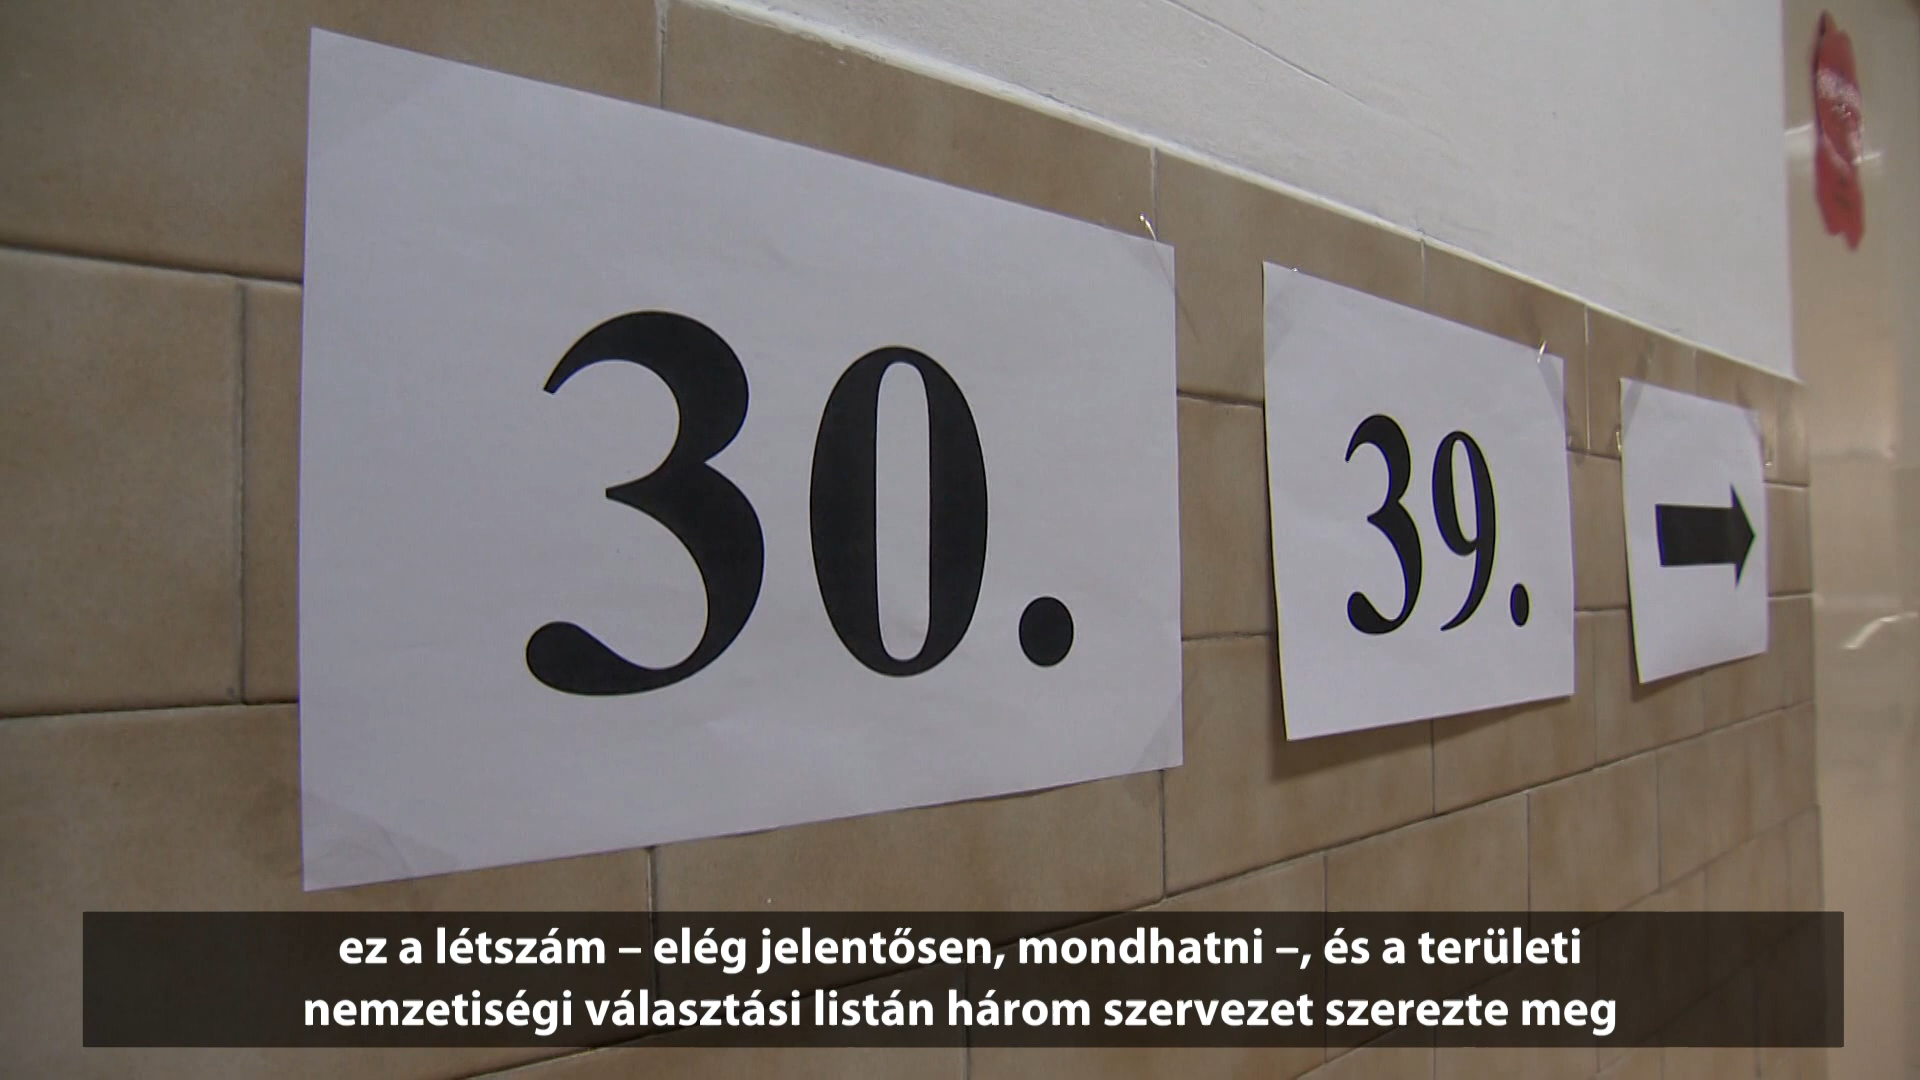 30.
39.
ez a létszám – elég jelentősen, mondhatni –, és a területi
nemzetiségi választási listán három szervezet szerezte meg